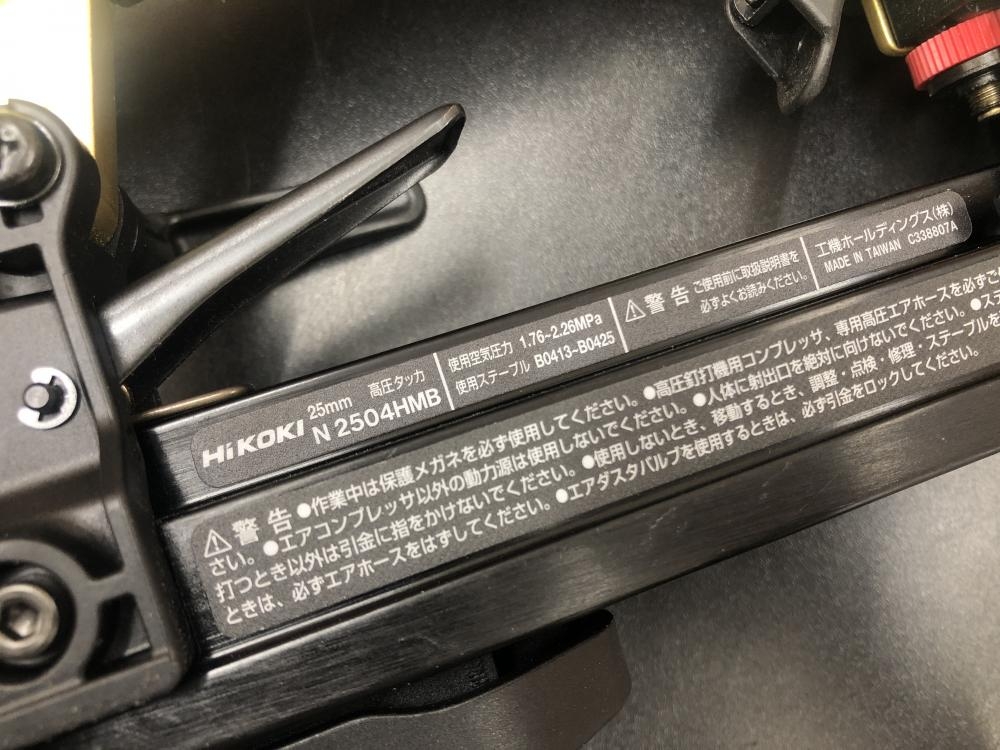 HiKOKI 25mm 高圧タッカ
N 2504HMB
使用空気圧力 1.76~2.26MPa
使用ステープル B0413~B0425
⚠警告 ご使用前に取扱説明書を
必ずよくお読みください。
工機ホールディングス(株)
MADE IN TAIWAN C338807A
⚠警告 ●作業中は保護メガネを必ず使用してください。●高圧釘打機用コンプレッサ、専用高圧エアホースを必ずご
さい。●エアコンプレッサ以外の動力源は使用しないでください。●人体に射出口を絶対に向けないでください。●ス
打つとき以外は引金に指をかけないでください。●使用しないとき、移動するとき、調整・点検・修理・ステープルを
ときは、必ずエアホースをはずしてください。●エアダスタバルブを使用するときは、必ず引金をロックしてください。